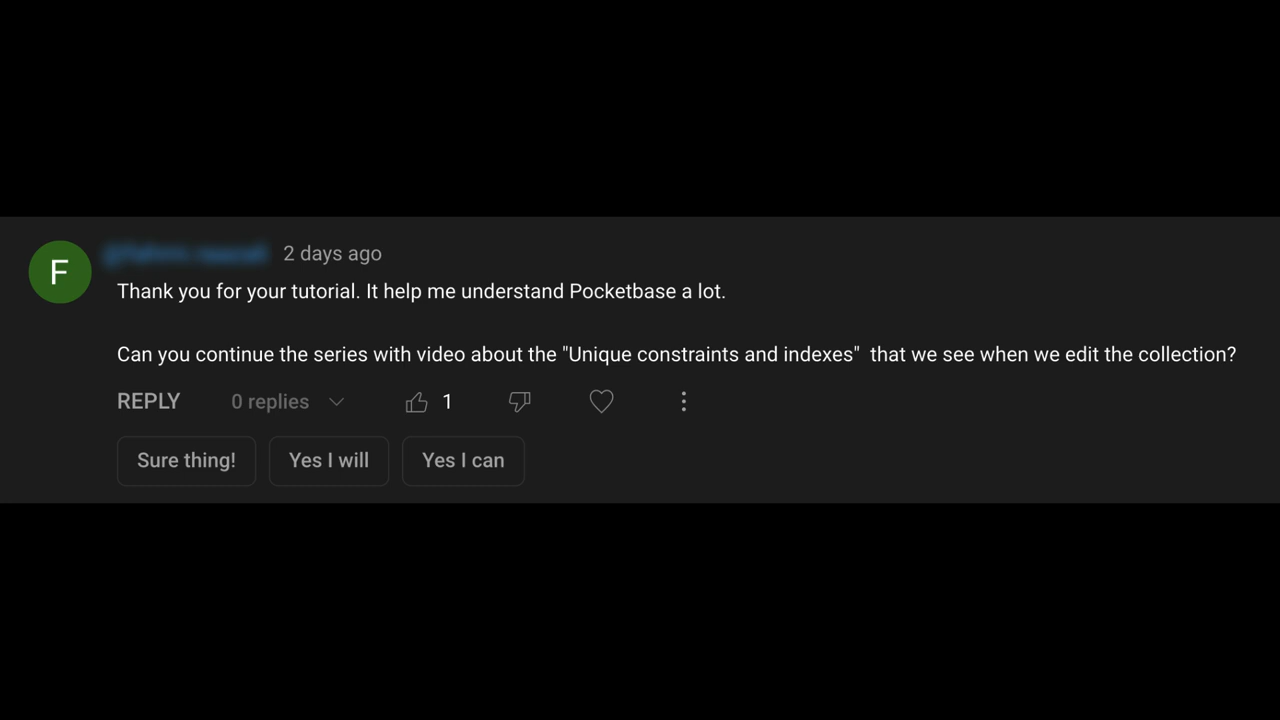 F
2 days ago
Thank you for your tutorial. It help me understand Pocketbase a lot.
Can you continue the series with video about the "Unique constraints and indexes"  that we see when we edit the collection?
REPLY 0 replies 1
Sure thing! Yes I will Yes I can